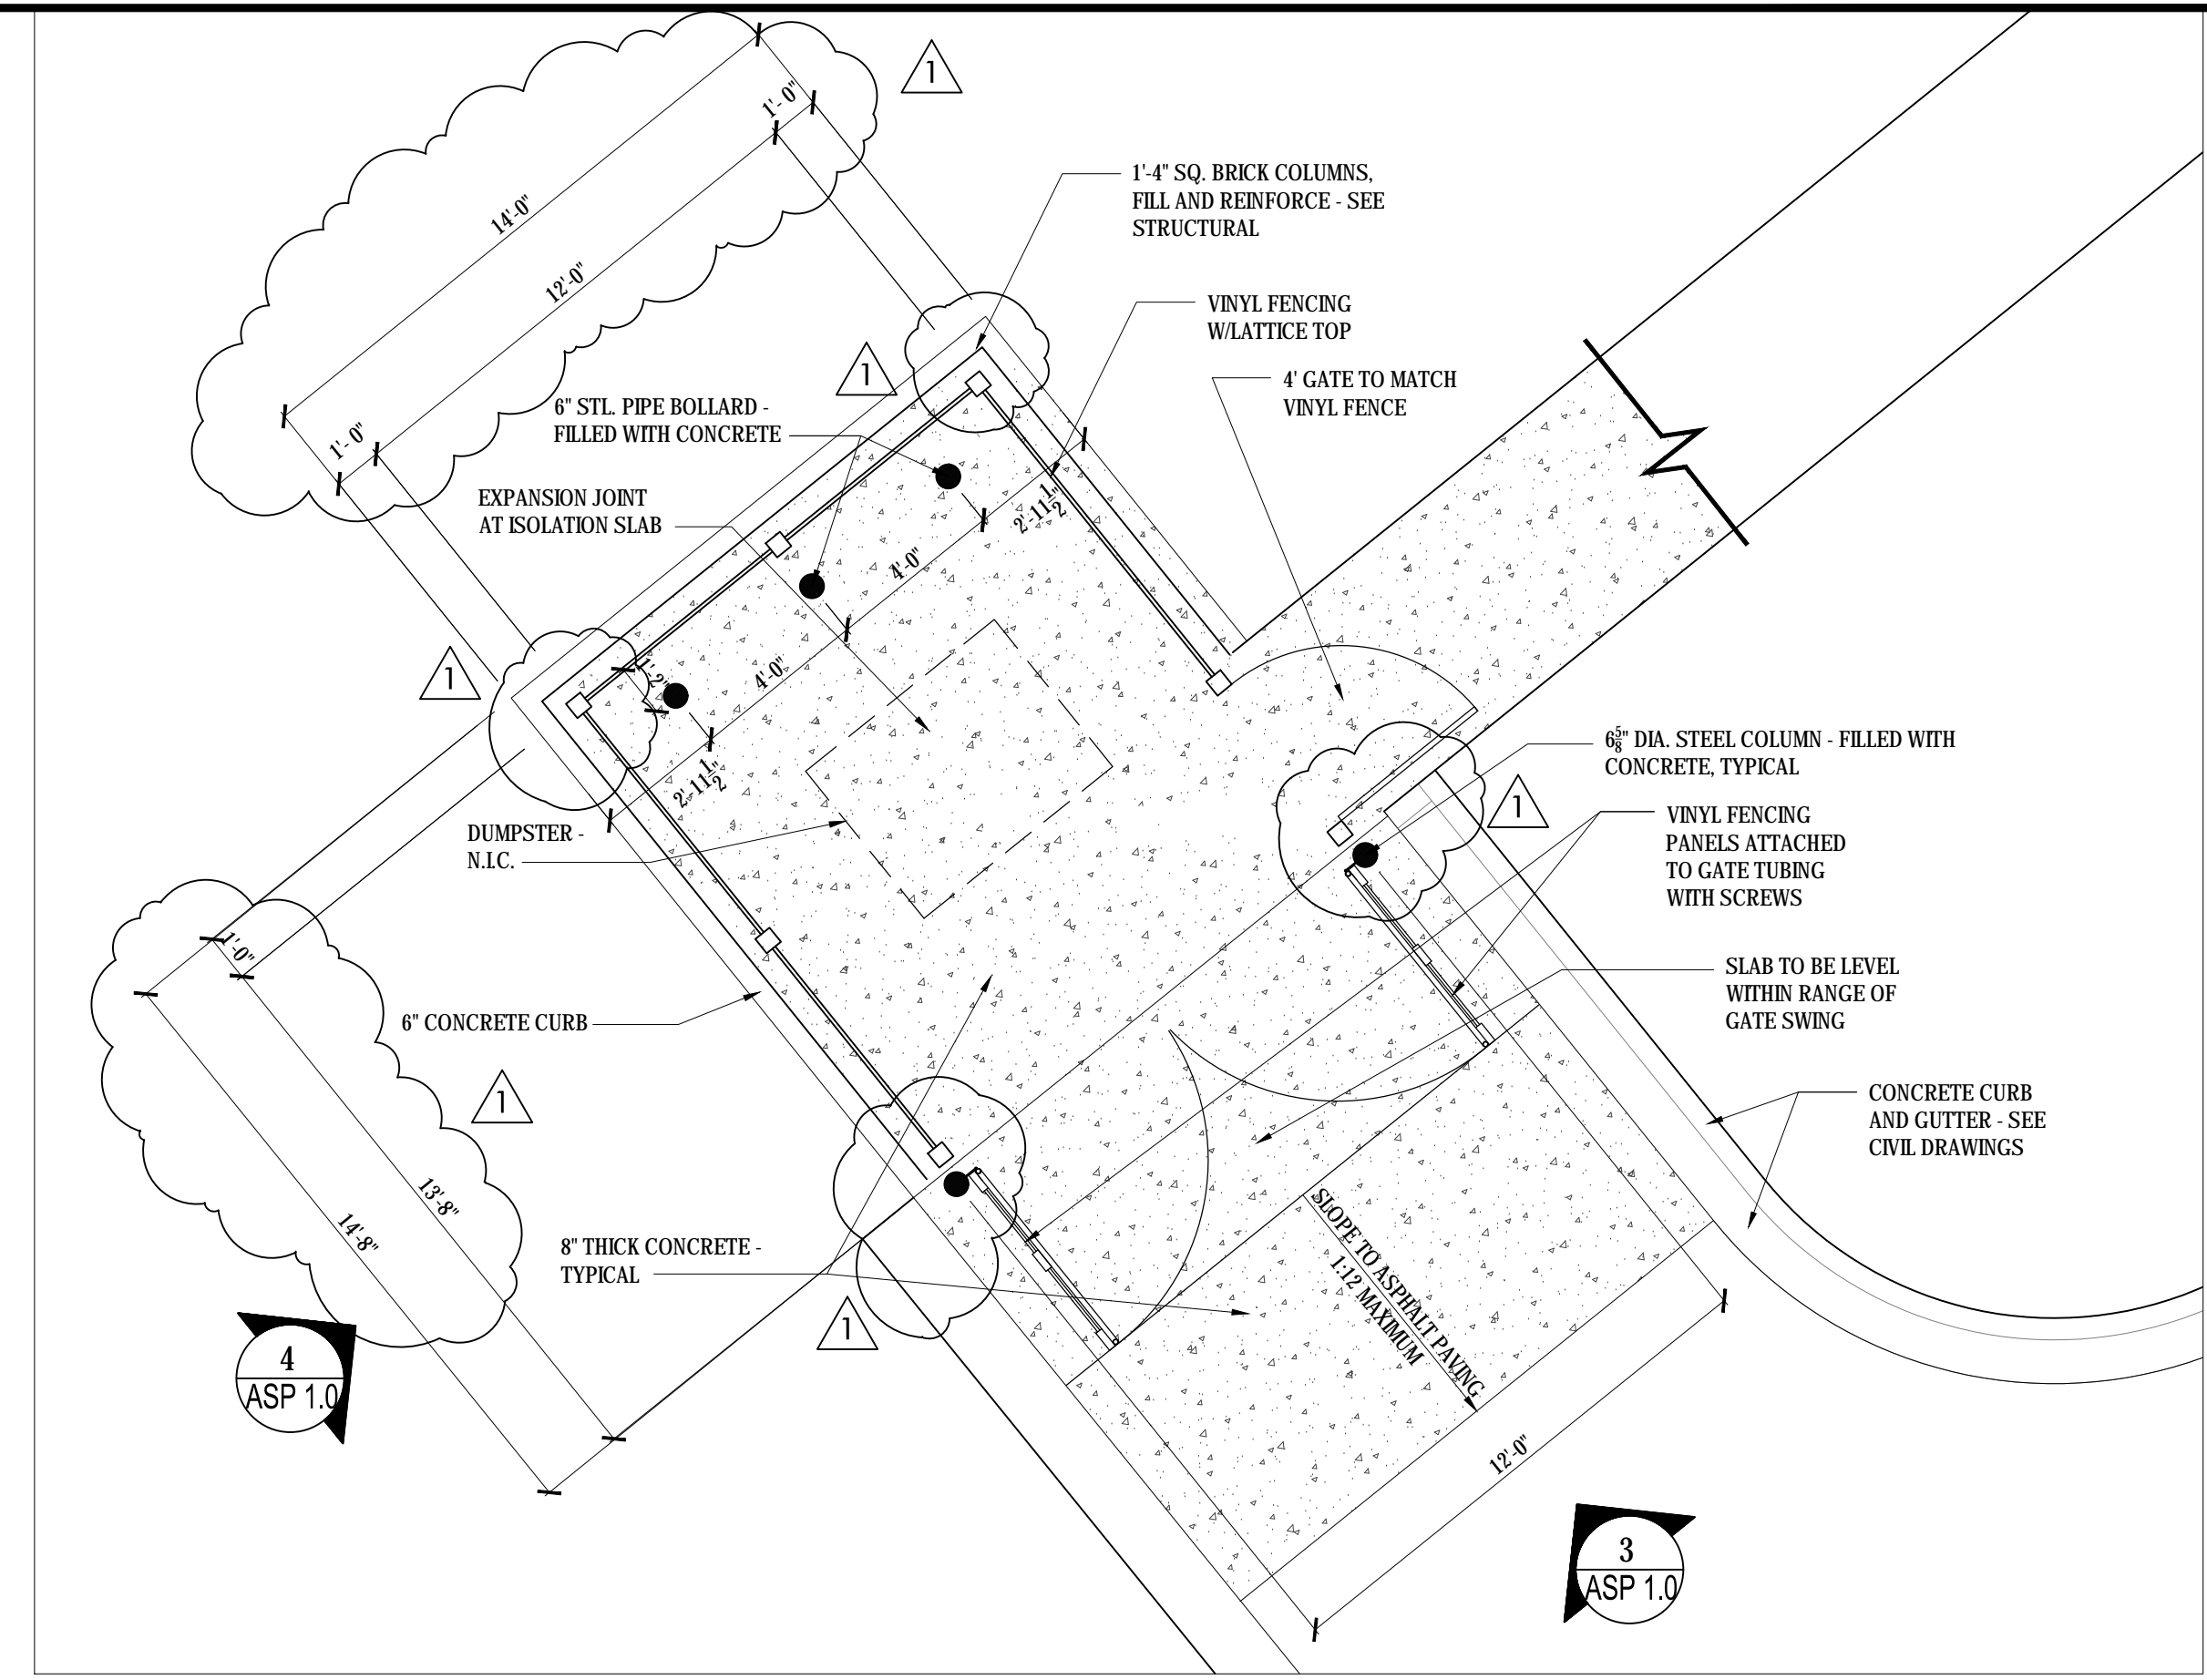 1
1'-0"
14'-0"
12'-0"
1'-0"
1'-4" SQ. BRICK COLUMNS,
FILL AND REINFORCE - SEE
STRUCTURAL
VINYL FENCING
W/LATTICE TOP
1
4' GATE TO MATCH
VINYL FENCE
6" STL. PIPE BOLLARD -
FILLED WITH CONCRETE
EXPANSION JOINT
AT ISOLATION SLAB
2'-11 1/2"
4'-0"
1
1'-2"
4'-0"
2'-11 1/2"
6 5/8" DIA. STEEL COLUMN - FILLED WITH
CONCRETE, TYPICAL
1
VINYL FENCING
PANELS ATTACHED
TO GATE TUBING
WITH SCREWS
DUMPSTER -
N.I.C.
1'-0"
SLAB TO BE LEVEL
WITHIN RANGE OF
GATE SWING
6" CONCRETE CURB
1
CONCRETE CURB
AND GUTTER - SEE
CIVIL DRAWINGS
13'-8"
14'-8"
8" THICK CONCRETE -
TYPICAL
1
SLOPE TO ASPHALT PAVING
1:12 MAXIMUM
4
ASP 1.0
12'-0"
3
ASP 1.0